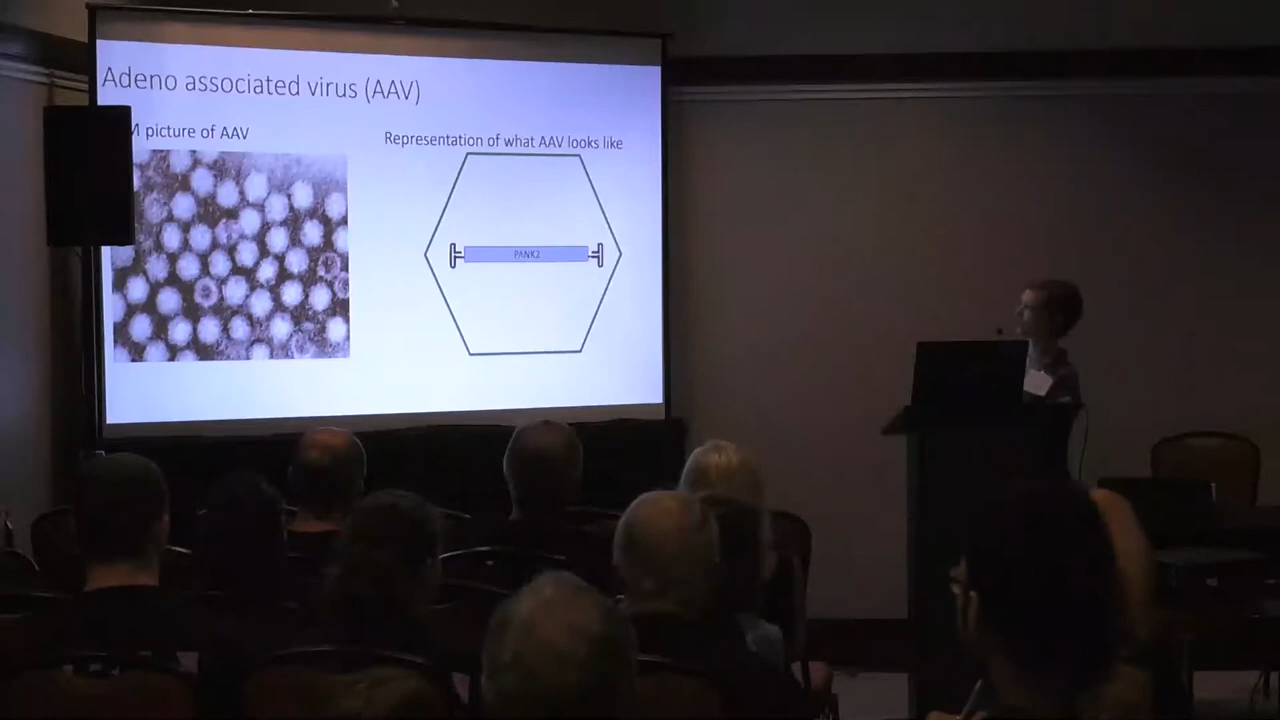 Adeno associated virus (AAV)
M picture of AAV
Representation of what AAV looks like
PANK2